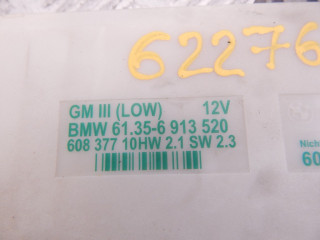 62276
GM III (LOW) 12V
BMW 61.35-6 913 520
608 377 10HW 2.1 SW 2.3
Nich
60